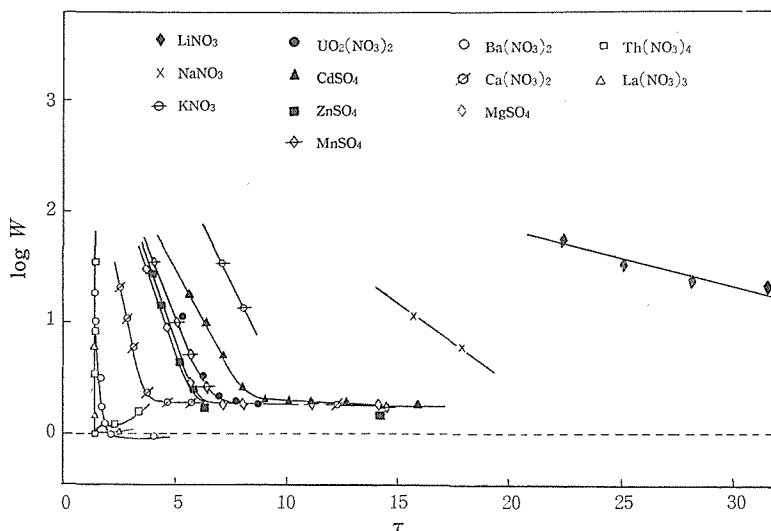 LiNO3 UO2(NO3)2 Ba(NO3)2 Th(NO3)4
NaNO3 CdSO4 Ca(NO3)2 La(NO3)3
KNO3 ZnSO4 MgSO4
MnSO4
3
2
1
0
log W
0 5 10 15 20 25 30
τ